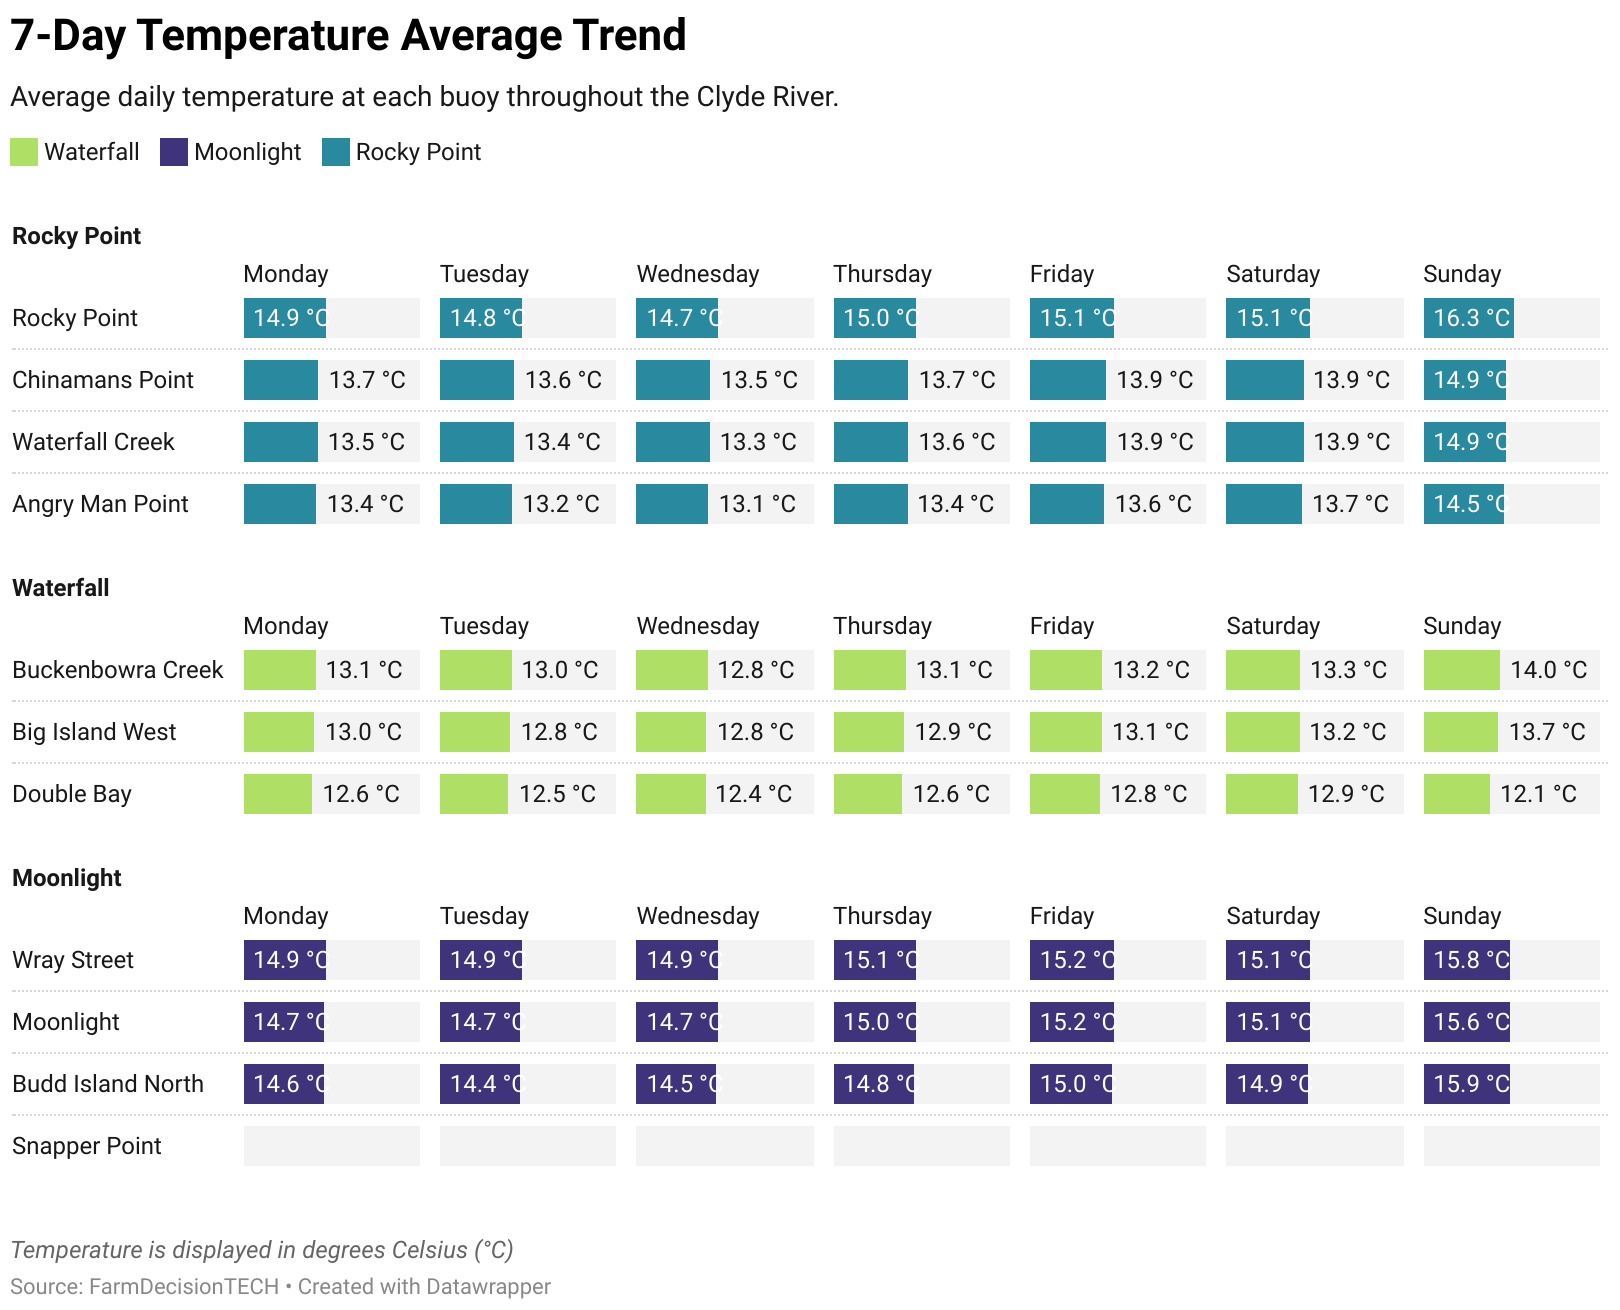 7-Day Temperature Average Trend
Average daily temperature at each buoy throughout the Clyde River.
Waterfall Moonlight Rocky Point
Rocky Point
Monday Tuesday Wednesday Thursday Friday Saturday Sunday
Rocky Point 14.9 °C 14.8 °C 14.7 °C 15.0 °C 15.1 °C 15.1 °C 16.3 °C
Chinamans Point 13.7 °C 13.6 °C 13.5 °C 13.7 °C 13.9 °C 13.9 °C 14.9 °C
Waterfall Creek 13.5 °C 13.4 °C 13.3 °C 13.6 °C 13.9 °C 13.9 °C 14.9 °C
Angry Man Point 13.4 °C 13.2 °C 13.1 °C 13.4 °C 13.6 °C 13.7 °C 14.5 °C
Waterfall
Monday Tuesday Wednesday Thursday Friday Saturday Sunday
Buckenbowra Creek 13.1 °C 13.0 °C 12.8 °C 13.1 °C 13.2 °C 13.3 °C 14.0 °C
Big Island West 13.0 °C 12.8 °C 12.8 °C 12.9 °C 13.1 °C 13.2 °C 13.7 °C
Double Bay 12.6 °C 12.5 °C 12.4 °C 12.6 °C 12.8 °C 12.9 °C 12.1 °C
Moonlight
Monday Tuesday Wednesday Thursday Friday Saturday Sunday
Wray Street 14.9 °C 14.9 °C 14.9 °C 15.1 °C 15.2 °C 15.1 °C 15.8 °C
Moonlight 14.7 °C 14.7 °C 14.7 °C 15.0 °C 15.2 °C 15.1 °C 15.6 °C
Budd Island North 14.6 °C 14.4 °C 14.5 °C 14.8 °C 15.0 °C 14.9 °C 15.9 °C
Snapper Point
Temperature is displayed in degrees Celsius (°C)
Source: FarmDecisionTECH • Created with Datawrapper